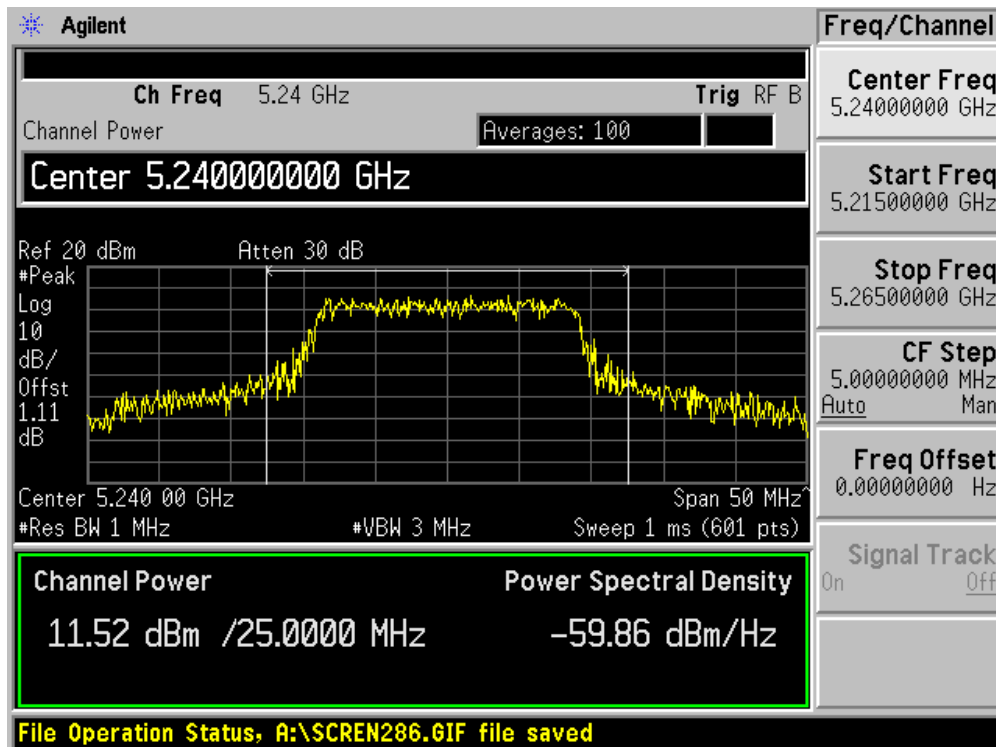 Agilent
Freq/Channel
Ch Freq 5.24 GHz Trig RF B
Channel Power Averages: 100
Center 5.240000000 GHz
Ref 20 dBm Atten 30 dB
#Peak
Log
10
dB/
Offst
1.11
dB
Center 5.240 00 GHz Span 50 MHz^
#Res BW 1 MHz #VBW 3 MHz Sweep 1 ms (601 pts)
Channel Power Power Spectral Density
11.52 dBm /25.0000 MHz -59.86 dBm/Hz
File Operation Status, A:\SCREN286.GIF file saved
Center Freq
5.24000000 GHz
Start Freq
5.21500000 GHz
Stop Freq
5.26500000 GHz
CF Step
5.00000000 MHz
Auto Man
Freq Offset
0.00000000 Hz
Signal Track
On Off